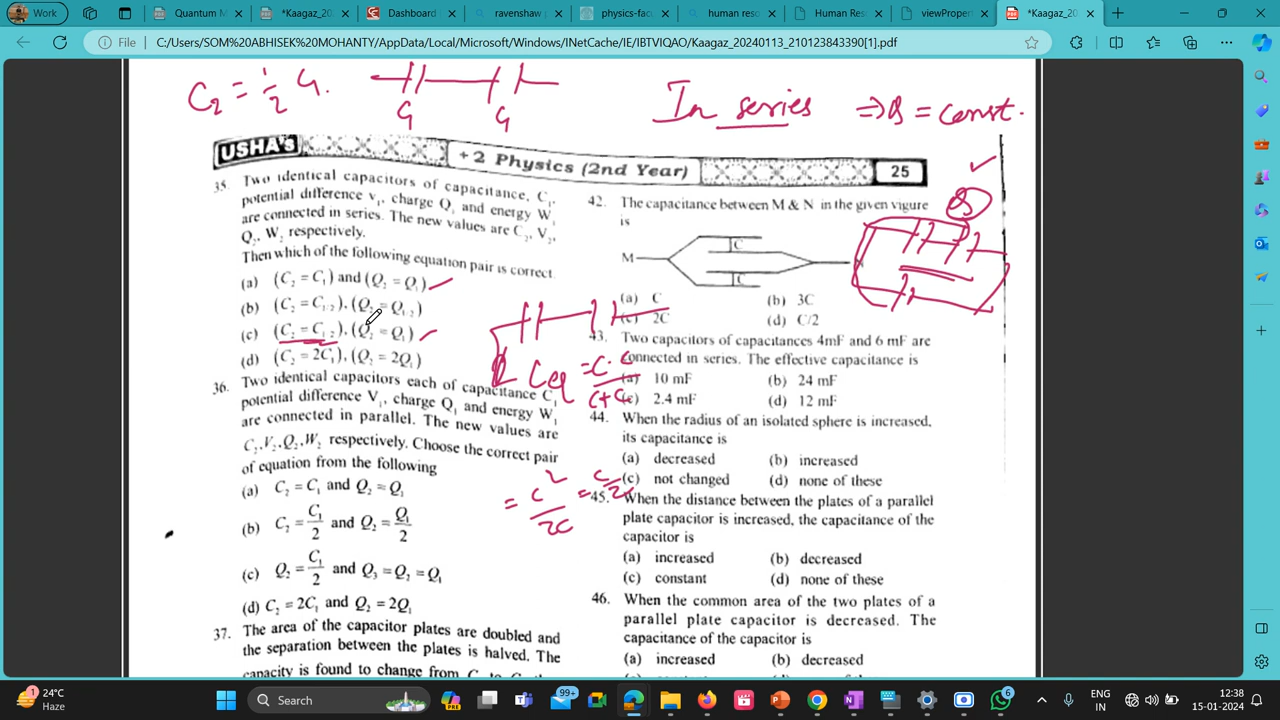 Work
Quantum M
*Kaagaz_20
Dashboard
ravenshaw p
physics-fac
human reso
Human Res
viewPropert
*Kaagaz_20
File
C:/Users/SOM%20ABHISEK%20MOHANTY/AppData/Local/Microsoft/Windows/INetCache/IE/IBTVIQAO/Kaagaz_20240113_210123843390[1].pdf
C₂ = 1/2 C₁.
In series ⇒ Q = const.
USHA's
+2 Physics (2nd Year)
25
35. Two identical capacitors of capacitance, C₁,
potential difference v₁, charge Q₁ and energy W₁
are connected in series. The new values are C₂, V₂,
Q₂, W₂ respectively.
Then which of the following equation pair is correct.
(a) (C₂ = C₁) and (Q₂ = Q₁)
(b) (C₂ = C₁/₂), (Q₂ = Q₁/₂)
(c) (C₂ = C₁/₂), (Q₂ = Q₁)
(d) (C₂ = 2C₁), (Q₂ = 2Q₁)
36. Two identical capacitors each of capacitance C₁
potential difference V₁, charge Q₁ and energy W₁
are connected in parallel. The new values are
C₂,V₂,Q₂,W₂ respectively. Choose the correct pair
of equation from the following
(a) C₂ = C₁ and Q₂ = Q₁
(b) C₂ = C₁/2 and Q₂ = Q₁/2
(c) Q₂ = C₁/2 and Q₃ = Q₂ = Q₁
(d) C₂ = 2C₁ and Q₂ = 2Q₁
37. The area of the capacitor plates are doubled and
the separation between the plates is halved. The
capacity is found to change from C
42. The capacitance between M & N in the given vigure
is
C
M
C
(a) C
(b) 3C
(c) 2C
(d) C/2
Ceq = C.C/C+C
= C²/2C = C/2
43. Two capacitors of capacitances 4mF and 6 mF are
connected in series. The effective capacitance is
(a) 10 mF
(b) 24 mF
(c) 2.4 mF
(d) 12 mF
44. When the radius of an isolated sphere is increased,
its capacitance is
(a) decreased
(b) increased
(c) not changed
(d) none of these
45. When the distance between the plates of a parallel
plate capacitor is increased, the capacitance of the
capacitor is
(a) increased
(b) decreased
(c) constant
(d) none of these
46. When the common area of the two plates of a
parallel plate capacitor is decreased. The
capacitance of the capacitor is
(a) increased
(b) decreased
1
24°C
Haze
Search
99+
6
ENG
IN
12:38
15-01-2024